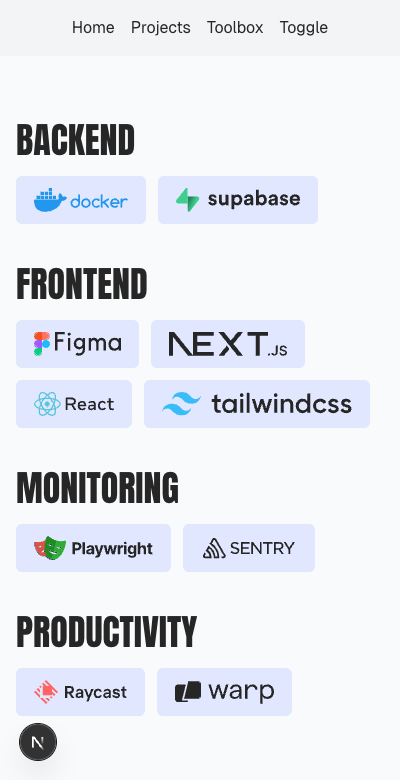 Home Projects Toolbox Toggle
BACKEND
docker supabase
FRONTEND
Figma NEXT.JS
React tailwindcss
MONITORING
Playwright SENTRY
PRODUCTIVITY
Raycast warp
N